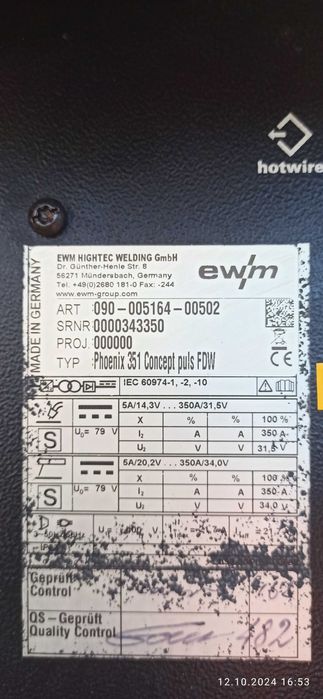 hotwire
EWM HIGHTEC WELDING GmbH
Dr. Günther-Henle Str. 8
56271 Mündersbach, Germany
Tel. +49(0)2680 181-0 Fax: -244
www.ewm-group.com
ewm
MADE IN GERMANY
ART 090-005164-00502
SRNR 0000343350
PROJ 000000
TYP Phoenix 351 Concept puls FDW
CE
IEC 60974-1, -2, -10
5A/14,3V...350A/31,5V
X % % 100 %
S U₀= 79 V I₂ A A 350 A
U₂ V V 31,5 V
5A/20,2V...350A/34,0V
X % % 100 %
S U₀= 79 V I₂ A A 350 A
U₂ V V 34,0 V
Geprüft
Control
QS - Geprüft
Quality Control 482
12.10.2024 16:53